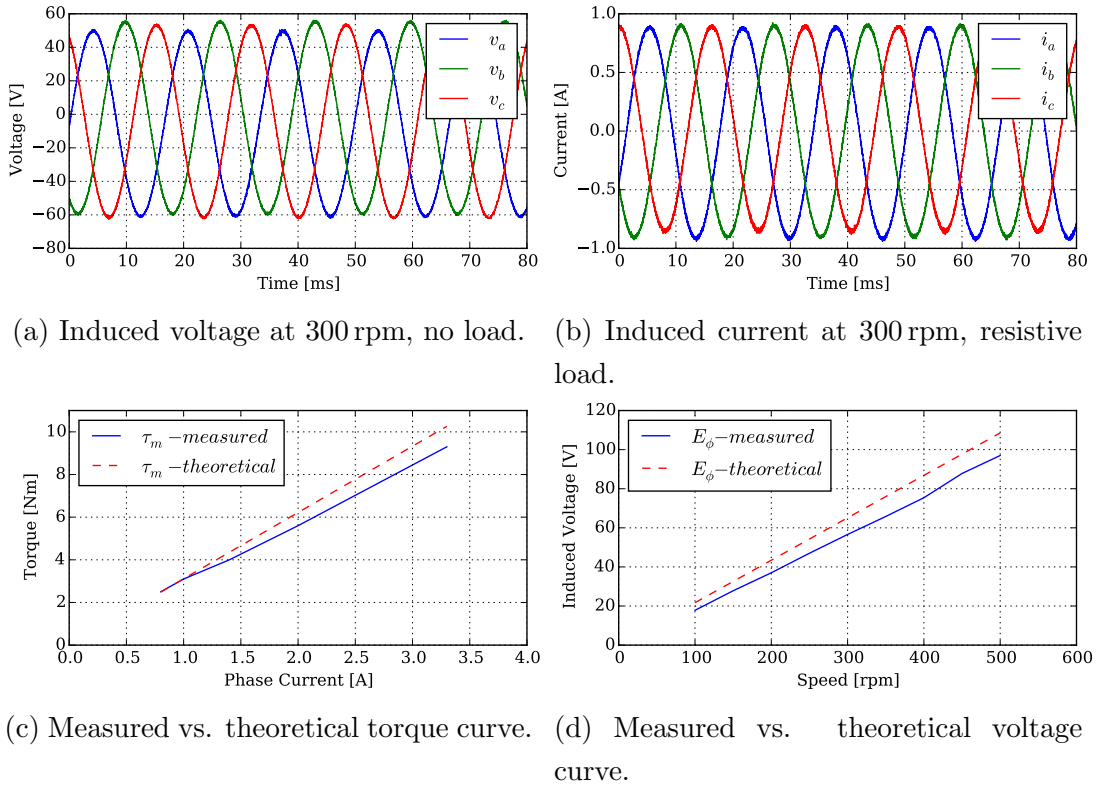 60
40
20
0
−20
−40
−60
−80
Voltage [V]
0 10 20 30 40 50 60 70 80
Time [ms]
v_a
v_b
v_c
1.0
0.5
0.0
−0.5
−1.0
Current [A]
0 10 20 30 40 50 60 70 80
Time [ms]
i_a
i_b
i_c
(a) Induced voltage at 300 rpm, no load.
(b) Induced current at 300 rpm, resistive
load.
10
8
6
4
2
0
Torque [Nm]
0.0 0.5 1.0 1.5 2.0 2.5 3.0 3.5 4.0
Phase Current [A]
τ_m −measured
τ_m −theoretical
120
100
80
60
40
20
0
Induced Voltage [V]
0 100 200 300 400 500 600
Speed [rpm]
E_ϕ−measured
E_ϕ−theoretical
(c) Measured vs. theoretical torque curve.
(d) Measured vs. theoretical voltage
curve.